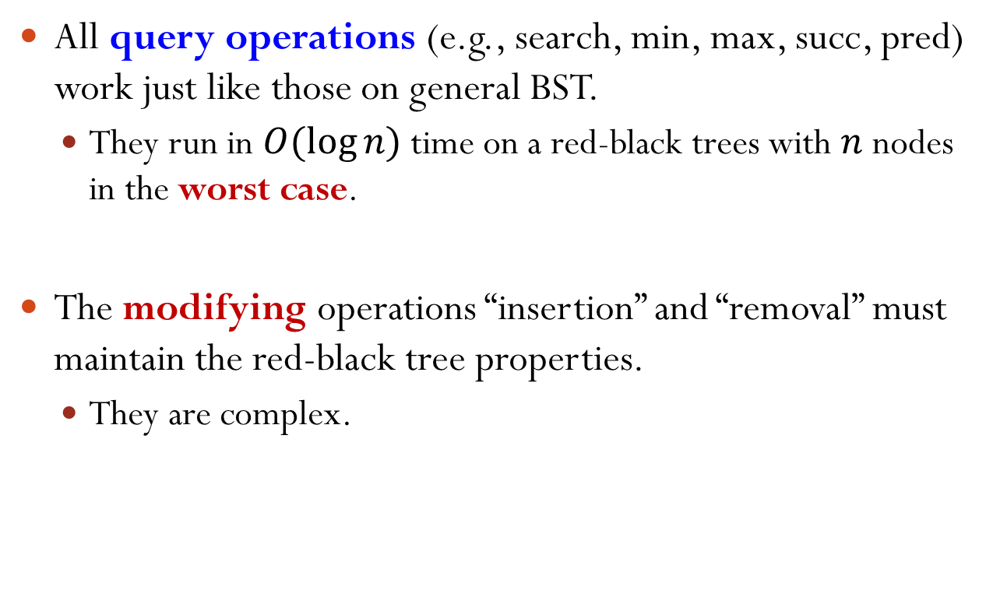 • All query operations (e.g., search, min, max, succ, pred)
work just like those on general BST.
• They run in 𝑂(log 𝑛) time on a red-black trees with 𝑛 nodes
in the worst case.
• The modifying operations “insertion” and “removal” must
maintain the red-black tree properties.
• They are complex.